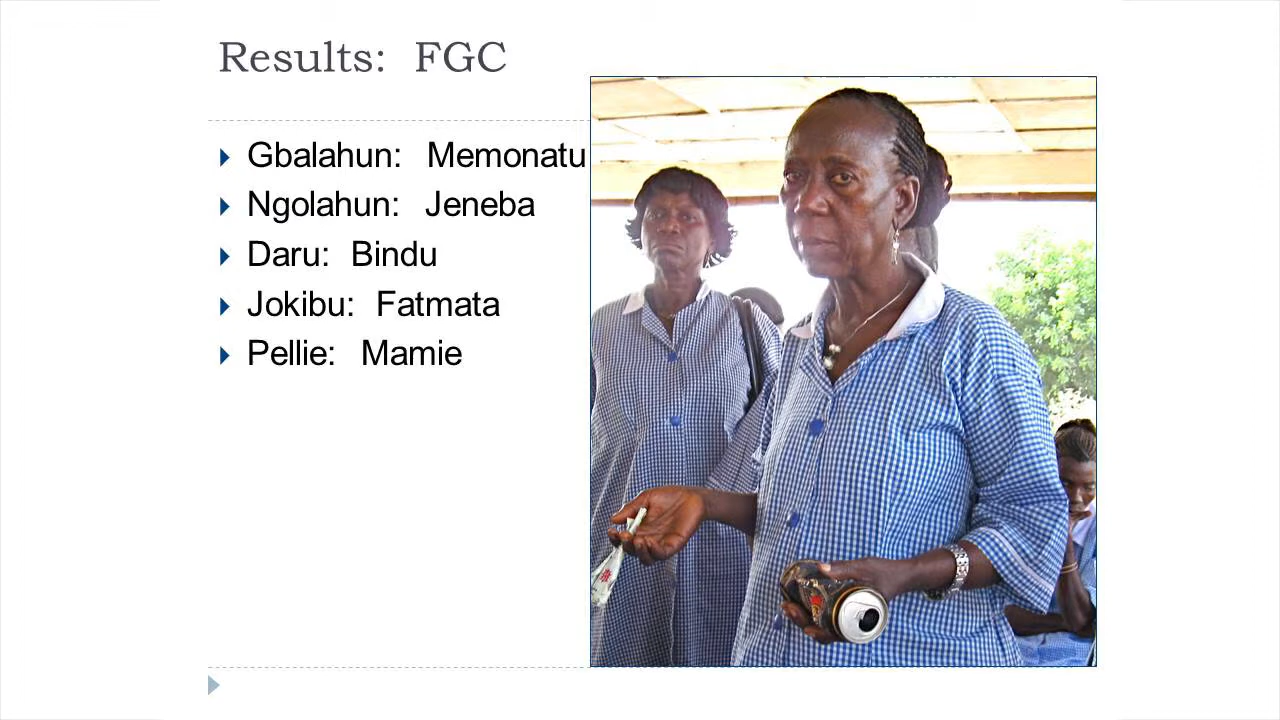 Results: FGC
Gbalahun: Memonatu
Ngolahun: Jeneba
Daru: Bindu
Jokibu: Fatmata
Pellie: Mamie